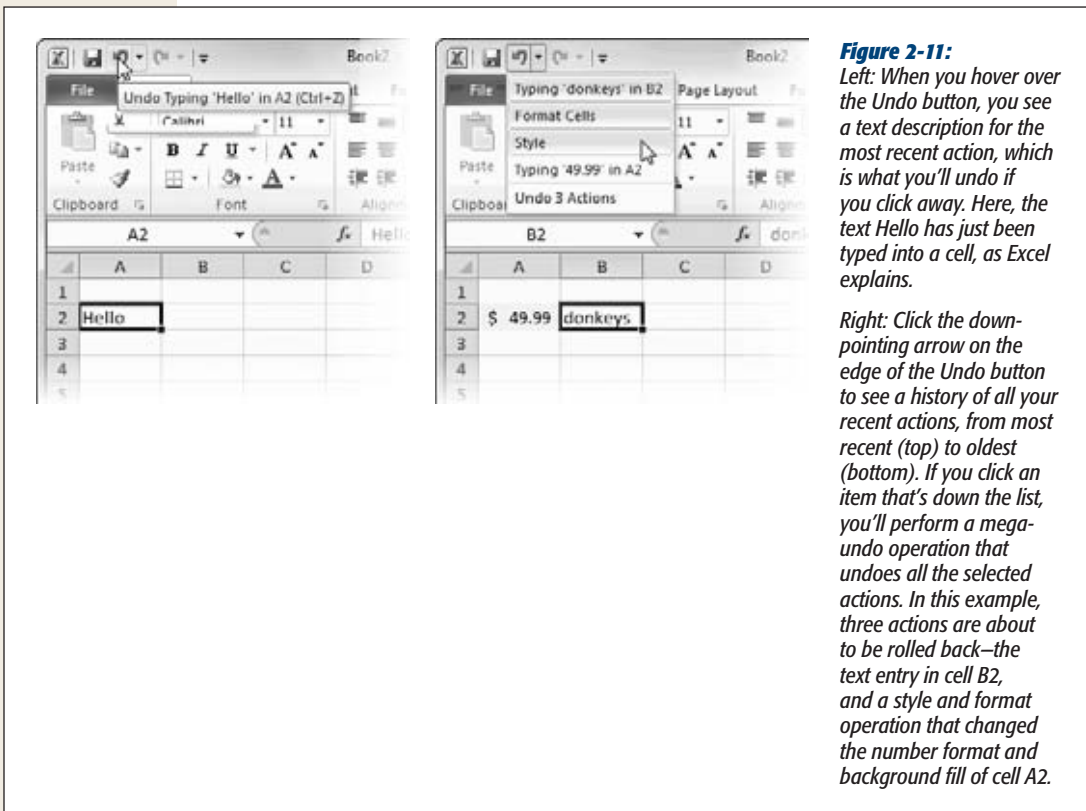 Book2
File
Undo Typing 'Hello' in A2 (Ctrl+Z)
Calibri 11
Paste
B I U A A
A
Clipboard Font
A2 fx
A B C D
1
2 Hello
3
4
5
Book2
File Page Layout
Typing 'donkeys' in B2
Format Cells
Style
Typing '49.99' in A2
Undo 3 Actions
11
Paste
A A
B2 fx
A B C D
1
2 $ 49.99 donkeys
3
4
5
Figure 2-11:
Left: When you hover over
the Undo button, you see
a text description for the
most recent action, which
is what you’ll undo if
you click away. Here, the
text Hello has just been
typed into a cell, as Excel
explains.
Right: Click the down-
pointing arrow on the
edge of the Undo button
to see a history of all your
recent actions, from most
recent (top) to oldest
(bottom). If you click an
item that’s down the list,
you’ll perform a mega-
undo operation that
undoes all the selected
actions. In this example,
three actions are about
to be rolled back—the
text entry in cell B2,
and a style and format
operation that changed
the number format and
background fill of cell A2.